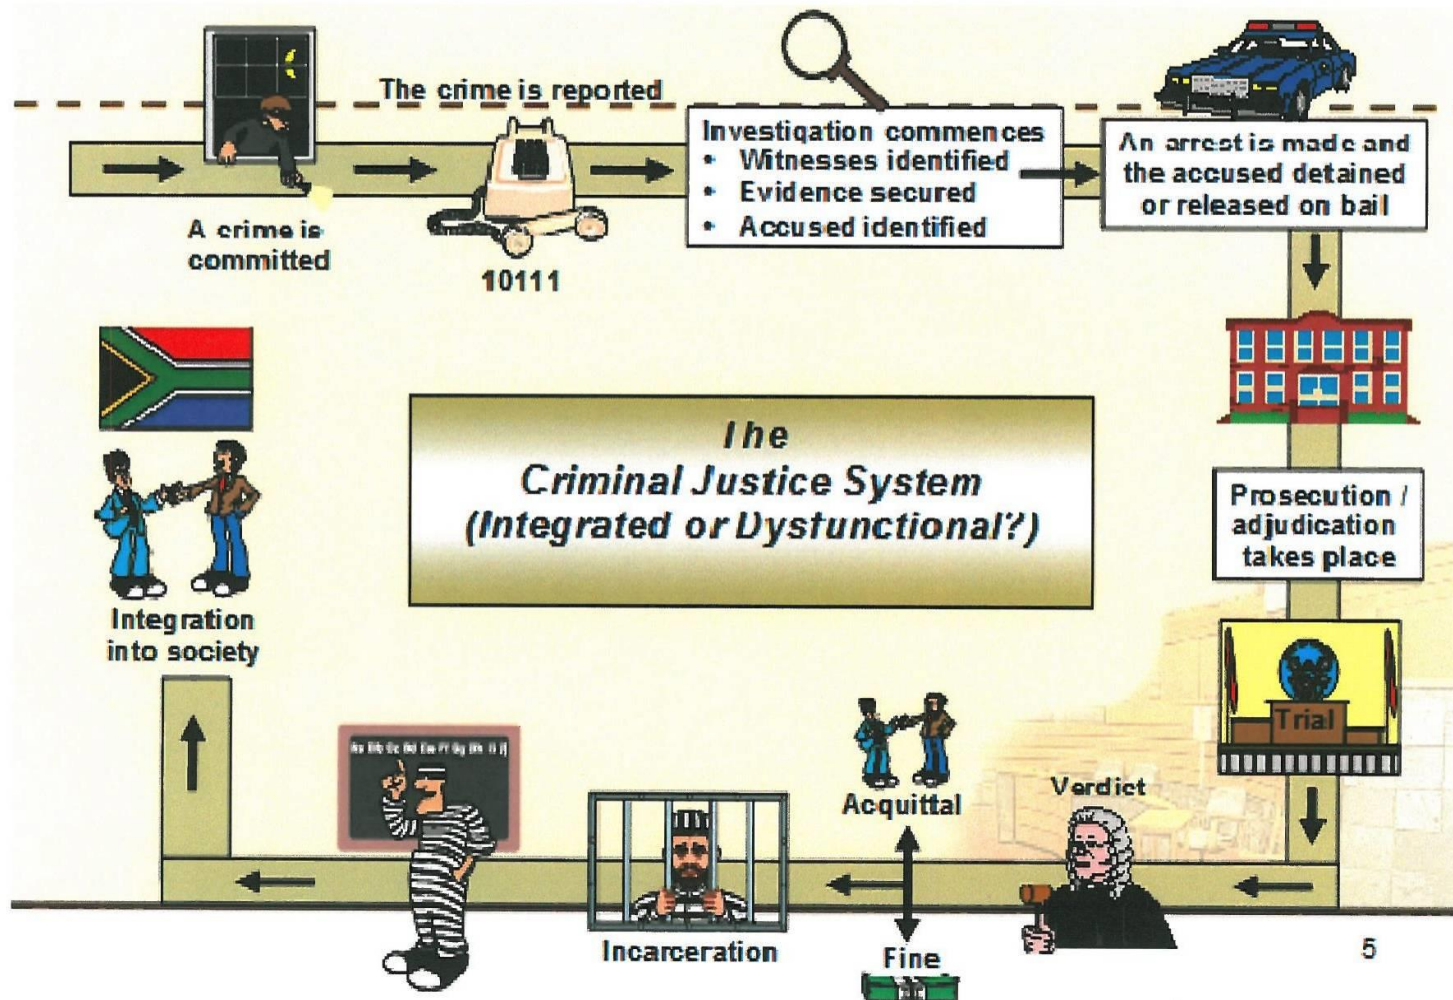 The crime is reported
A crime is
committed
10111
Investigation commences
• Witnesses identified
• Evidence secured
• Accused identified
An arrest is made and
the accused detained
or released on bail
The
Criminal Justice System
(Integrated or Dysfunctional?)
Prosecution /
adjudication
takes place
Trial
Verdict
Acquittal
Fine
Incarceration
Integration
into society
5